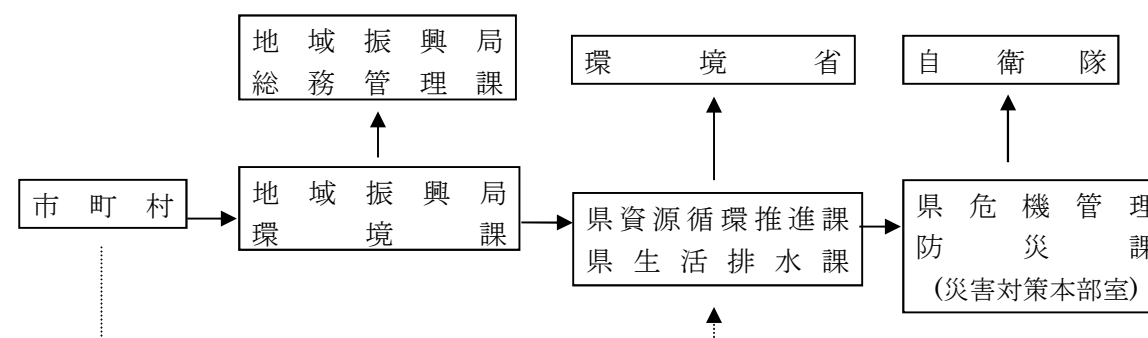 地域振興局
総務管理課
環境省
自衛隊
市町村
地域振興局
環境課
県資源循環推進課
県生活排水課
県危機管理
防災課
(災害対策本部室)